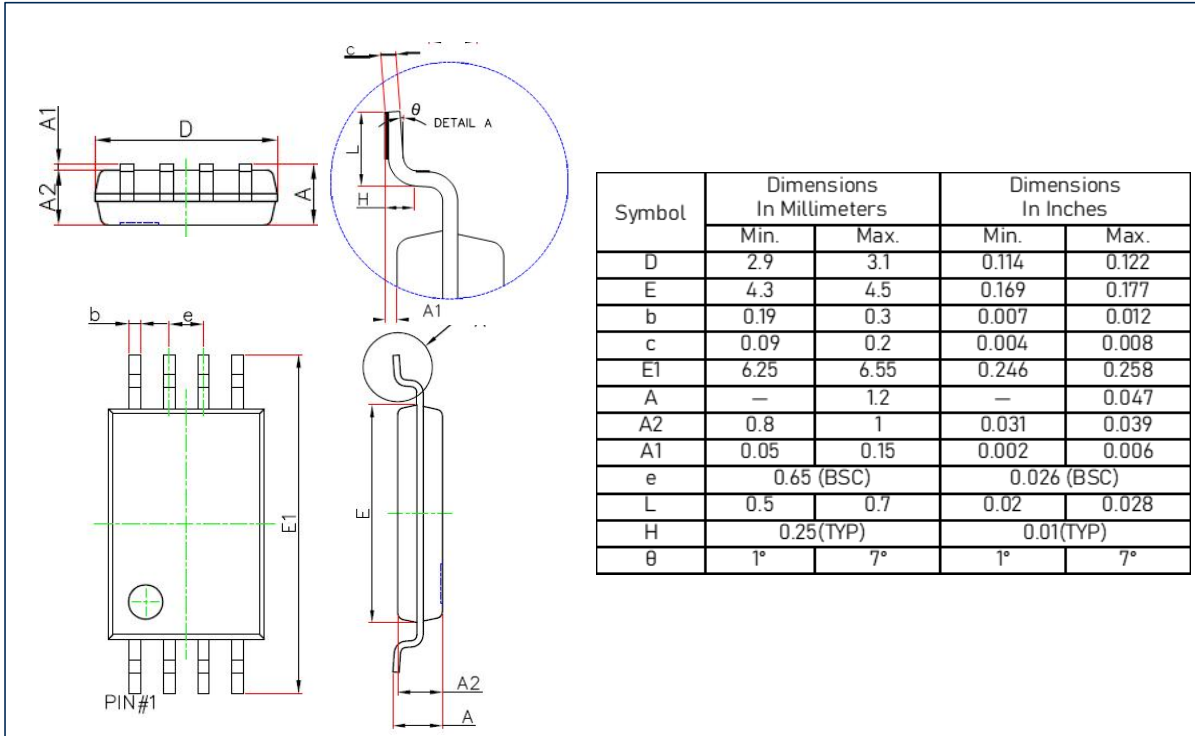 c
θ
DETAIL A
L
H
A1
A1
D
A2
A
b
e
E1
PIN#1
E
A2
A
Symbol Dimensions In Millimeters Dimensions In Inches
Min. Max. Min. Max.
D 2.9 3.1 0.114 0.122
E 4.3 4.5 0.169 0.177
b 0.19 0.3 0.007 0.012
c 0.09 0.2 0.004 0.008
E1 6.25 6.55 0.246 0.258
A — 1.2 — 0.047
A2 0.8 1 0.031 0.039
A1 0.05 0.15 0.002 0.006
e 0.65 (BSC) 0.026 (BSC)
L 0.5 0.7 0.02 0.028
H 0.25(TYP) 0.01(TYP)
θ 1° 7° 1° 7°